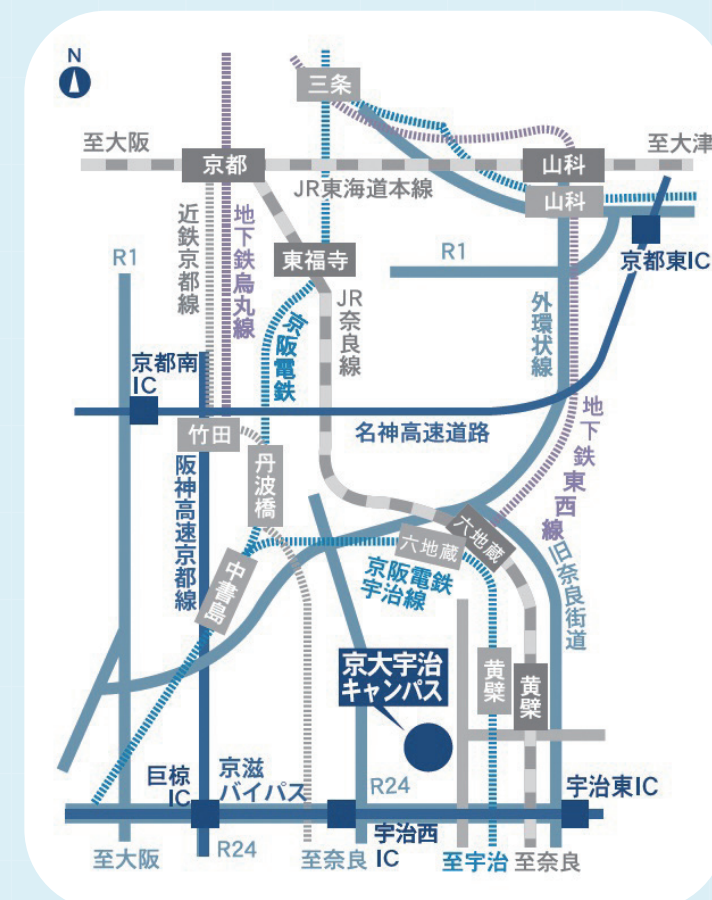 N
三条
至大阪
京都
山科
至大津
JR東海道本線
山科
近鉄京都線
地下鉄烏丸線
東福寺
R1
R1
京都東IC
京阪電鉄
JR奈良線
外環状線
京都南
IC
竹田
名神高速道路
地下鉄東西線
丹波橋
阪神高速京都線
六地蔵
六地蔵
旧奈良街道
中書島
京阪電鉄
宇治線
京大宇治
キャンパス
黄檗
黄檗
巨椋
IC
京滋
バイパス
R24
宇治東IC
宇治西
IC
至大阪
R24
至奈良
至宇治
至奈良